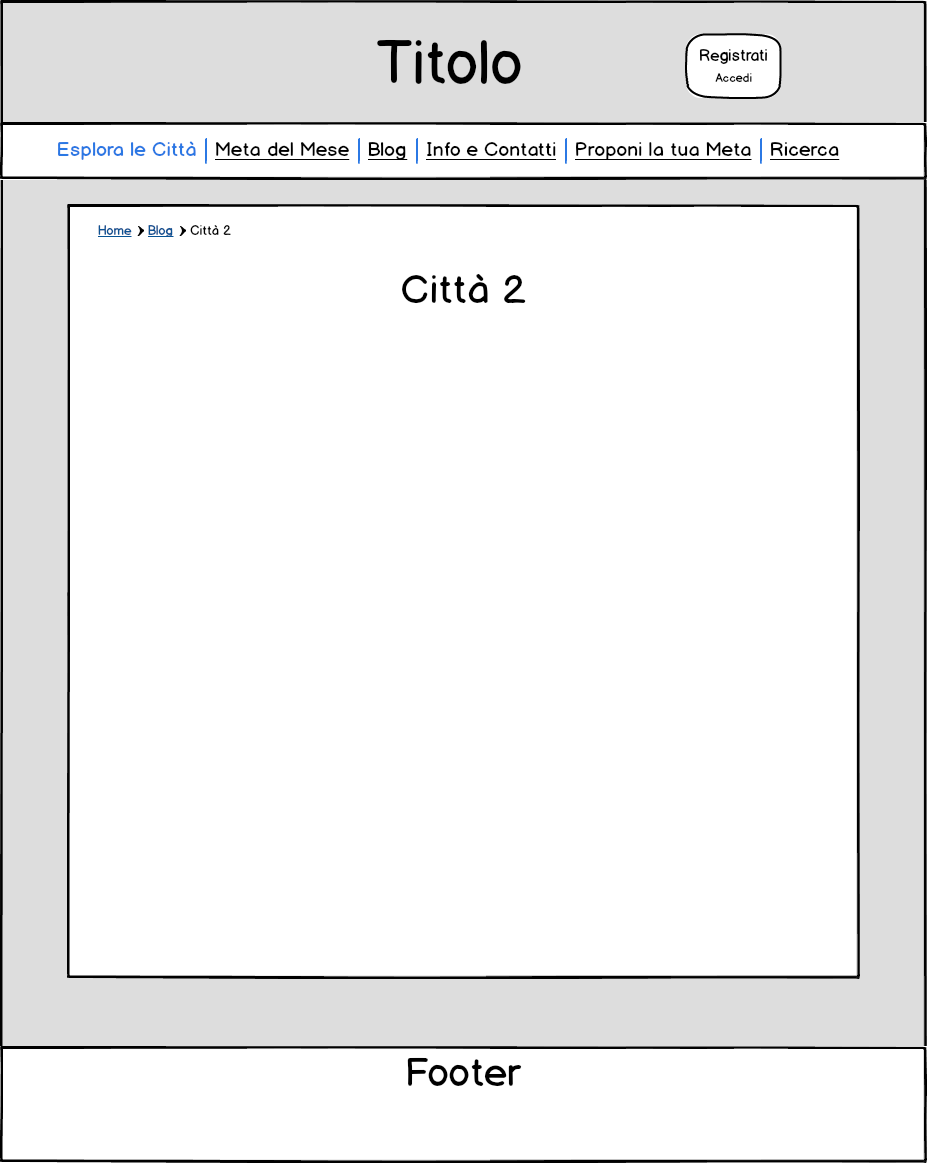 Titolo
Registrati
Accedi
Esplora le Città | Meta del Mese | Blog | Info e Contatti | Proponi la tua Meta | Ricerca
Home > Blog > Città 2
Città 2
Footer